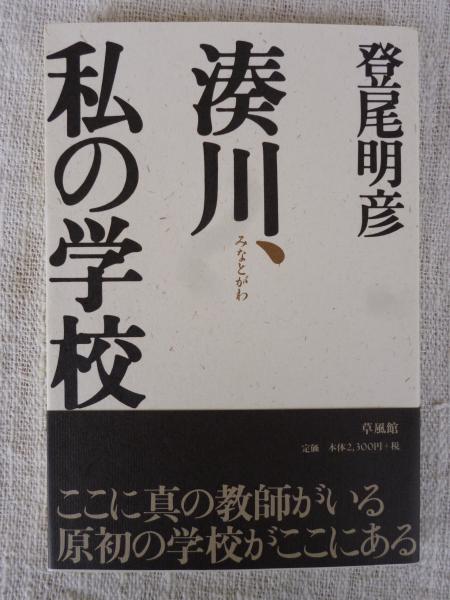 登尾明彦
湊川、
みなとがわ
私の学校
草風館
定価 本体2,300円+税
ここに真の教師がいる
原初の学校がここにある